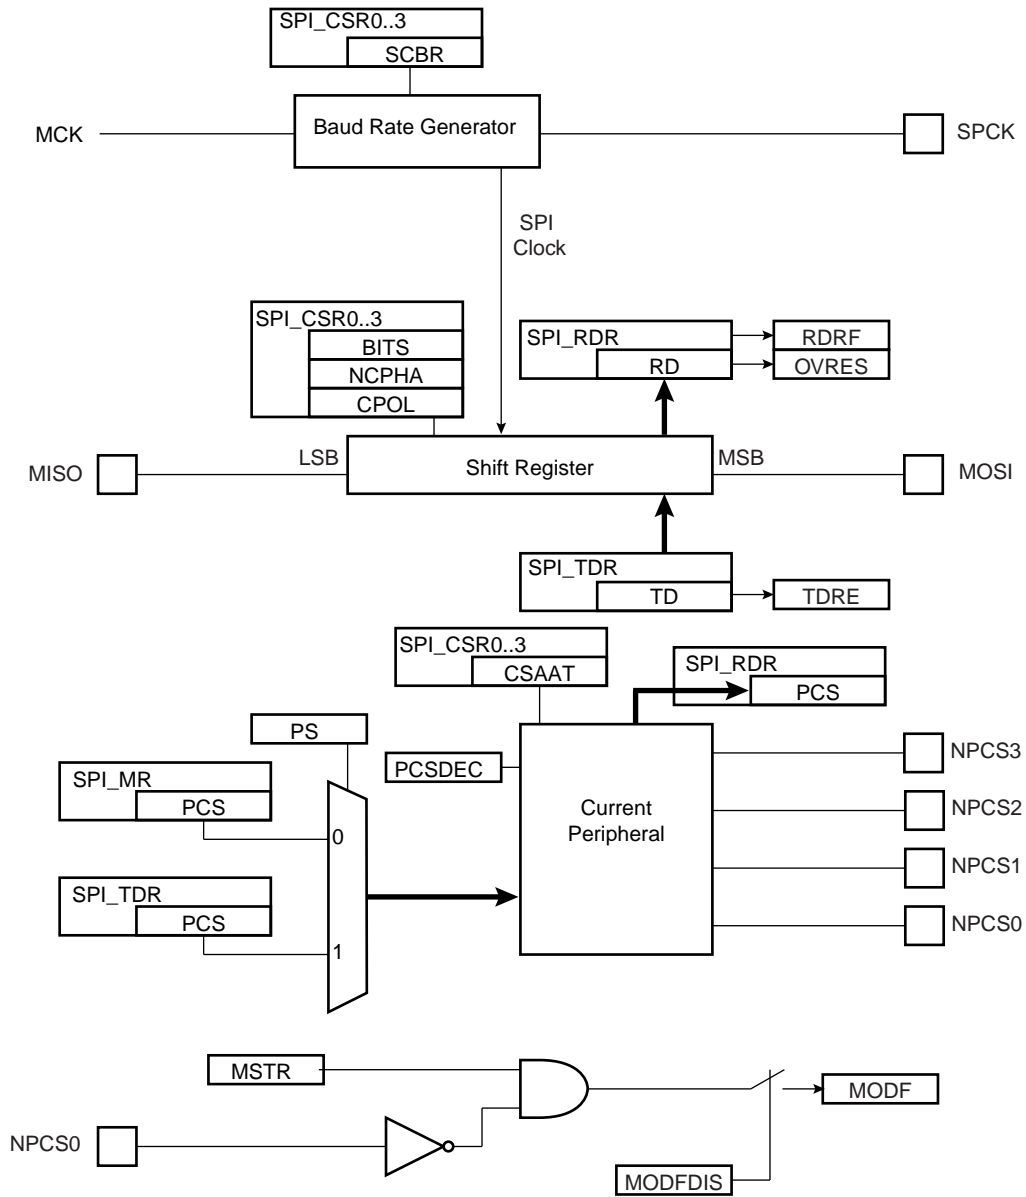 SPI_CSR0..3
SCBR
MCK
Baud Rate Generator
SPCK
SPI
Clock
SPI_CSR0..3
BITS
NCPHA
CPOL
SPI_RDR
RD
RDRF
OVRES
MISO
LSB
Shift Register
MSB
MOSI
SPI_TDR
TD
TDRE
SPI_CSR0..3
CSAAT
SPI_RDR
PCS
PS
PCSDEC
SPI_MR
PCS
0
Current
Peripheral
NPCS3
NPCS2
NPCS1
NPCS0
SPI_TDR
PCS
1
MSTR
MODF
NPCS0
MODFDIS